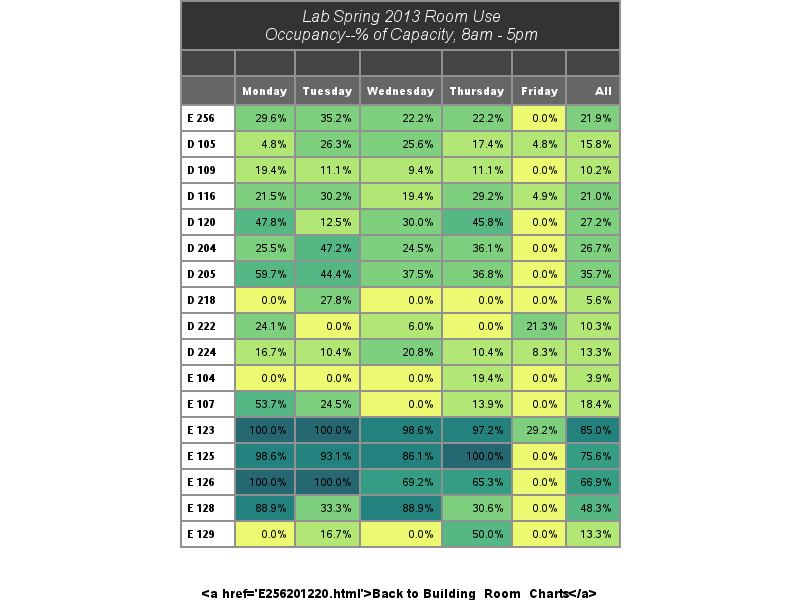 Lab Spring 2013 Room Use
Occupancy--% of Capacity, 8am - 5pm
Monday Tuesday Wednesday Thursday Friday All
E 256 29.6% 35.2% 22.2% 22.2% 0.0% 21.9%
D 105 4.8% 26.3% 25.6% 17.4% 4.8% 15.8%
D 109 19.4% 11.1% 9.4% 11.1% 0.0% 10.2%
D 116 21.5% 30.2% 19.4% 29.2% 4.9% 21.0%
D 120 47.8% 12.5% 30.0% 45.8% 0.0% 27.2%
D 204 25.5% 47.2% 24.5% 36.1% 0.0% 26.7%
D 205 59.7% 44.4% 37.5% 36.8% 0.0% 35.7%
D 218 0.0% 27.8% 0.0% 0.0% 0.0% 5.6%
D 222 24.1% 0.0% 6.0% 0.0% 21.3% 10.3%
D 224 16.7% 10.4% 20.8% 10.4% 8.3% 13.3%
E 104 0.0% 0.0% 0.0% 19.4% 0.0% 3.9%
E 107 53.7% 24.5% 0.0% 13.9% 0.0% 18.4%
E 123 100.0% 100.0% 98.6% 97.2% 29.2% 85.0%
E 125 98.6% 93.1% 86.1% 100.0% 0.0% 75.6%
E 126 100.0% 100.0% 69.2% 65.3% 0.0% 66.9%
E 128 88.9% 33.3% 88.9% 30.6% 0.0% 48.3%
E 129 0.0% 16.7% 0.0% 50.0% 0.0% 13.3%
<a href='E256201220.html'>Back to Building_Room_Charts</a>